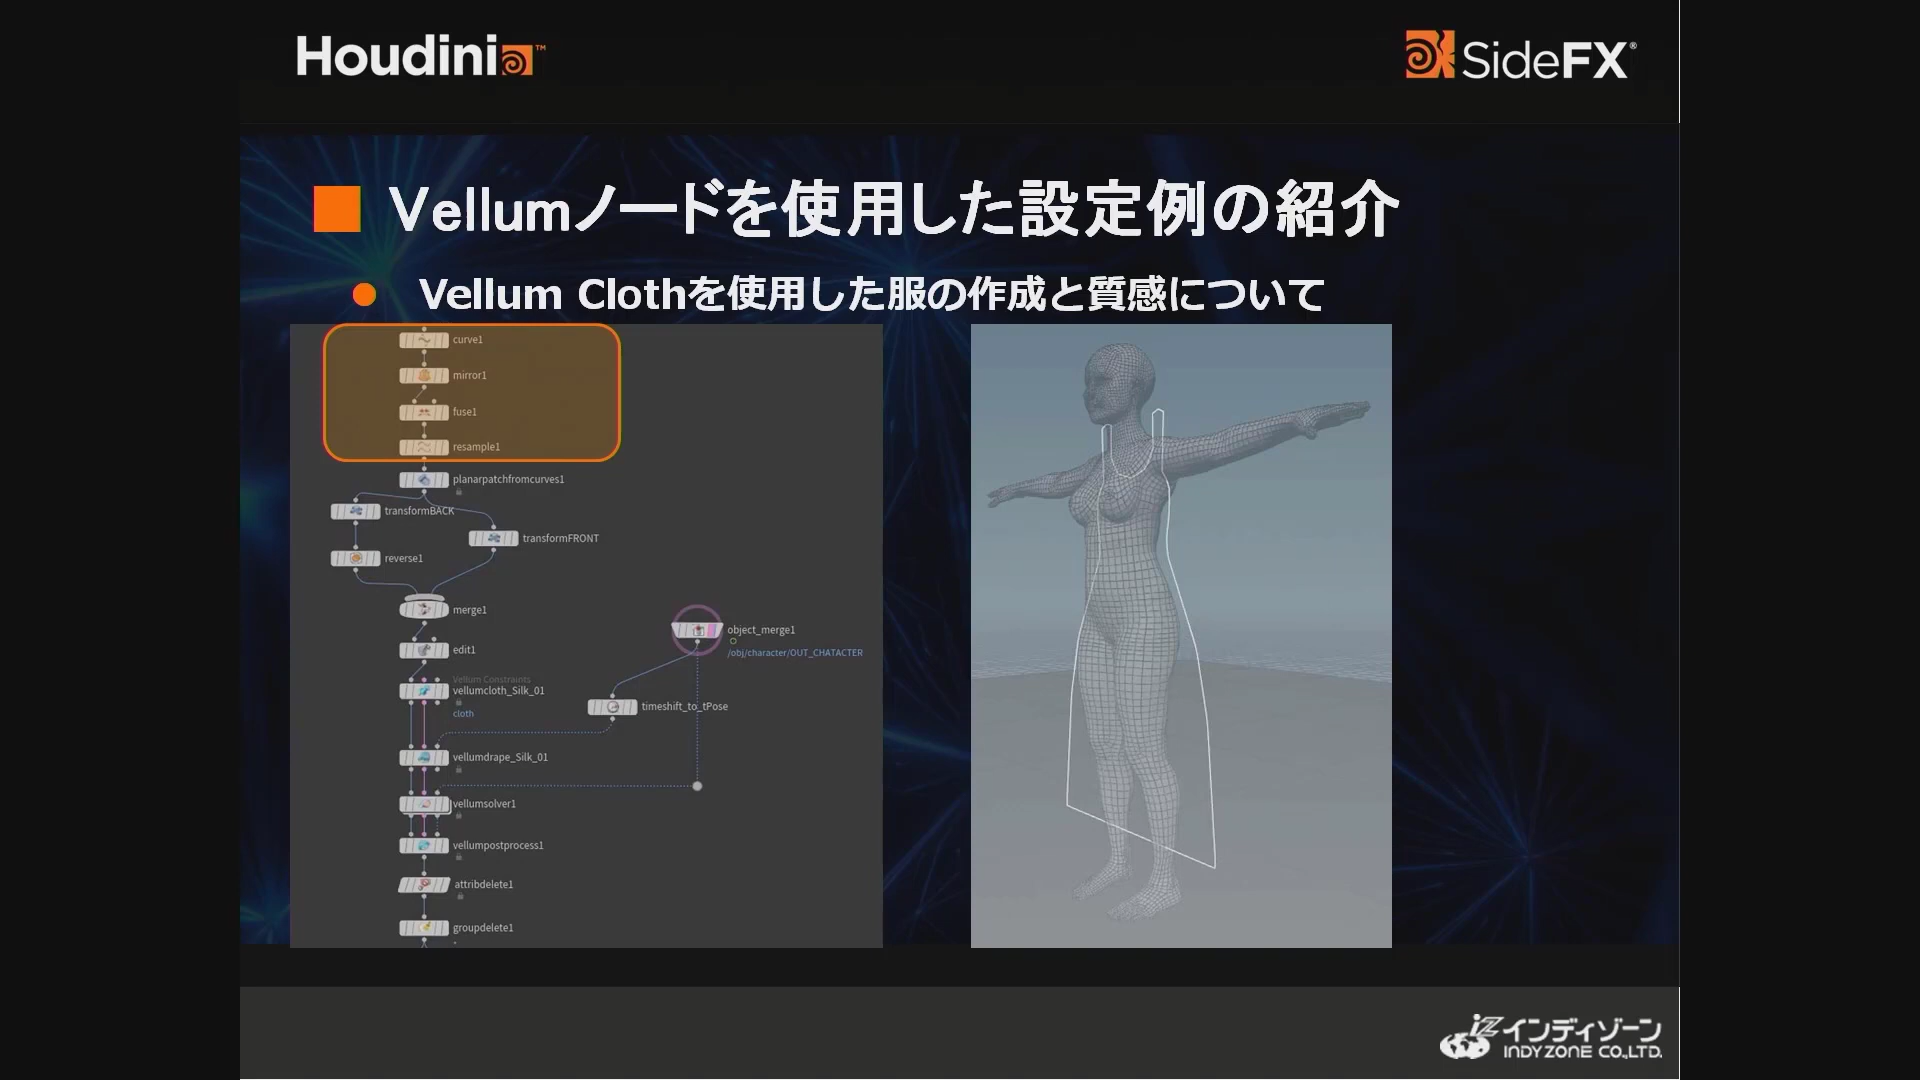 Houdini™
SideFX®
Vellumノードを使用した設定例の紹介
Vellum Clothを使用した服の作成と質感について
curve1
mirror1
fuse1
resample1
planarpatchfromcurves1
transformBACK
transformFRONT
reverse1
merge1
object_merge1
/obj/character/OUT_CHATACTER
edit1
Vellum Constraints
vellumcloth_Silk_01
cloth
timeshift_to_tPose
vellumdrape_Silk_01
vellumsolver1
vellumpostprocess1
attribdelete1
groupdelete1
iZ インディゾーン
INDYZONE CO.,LTD.